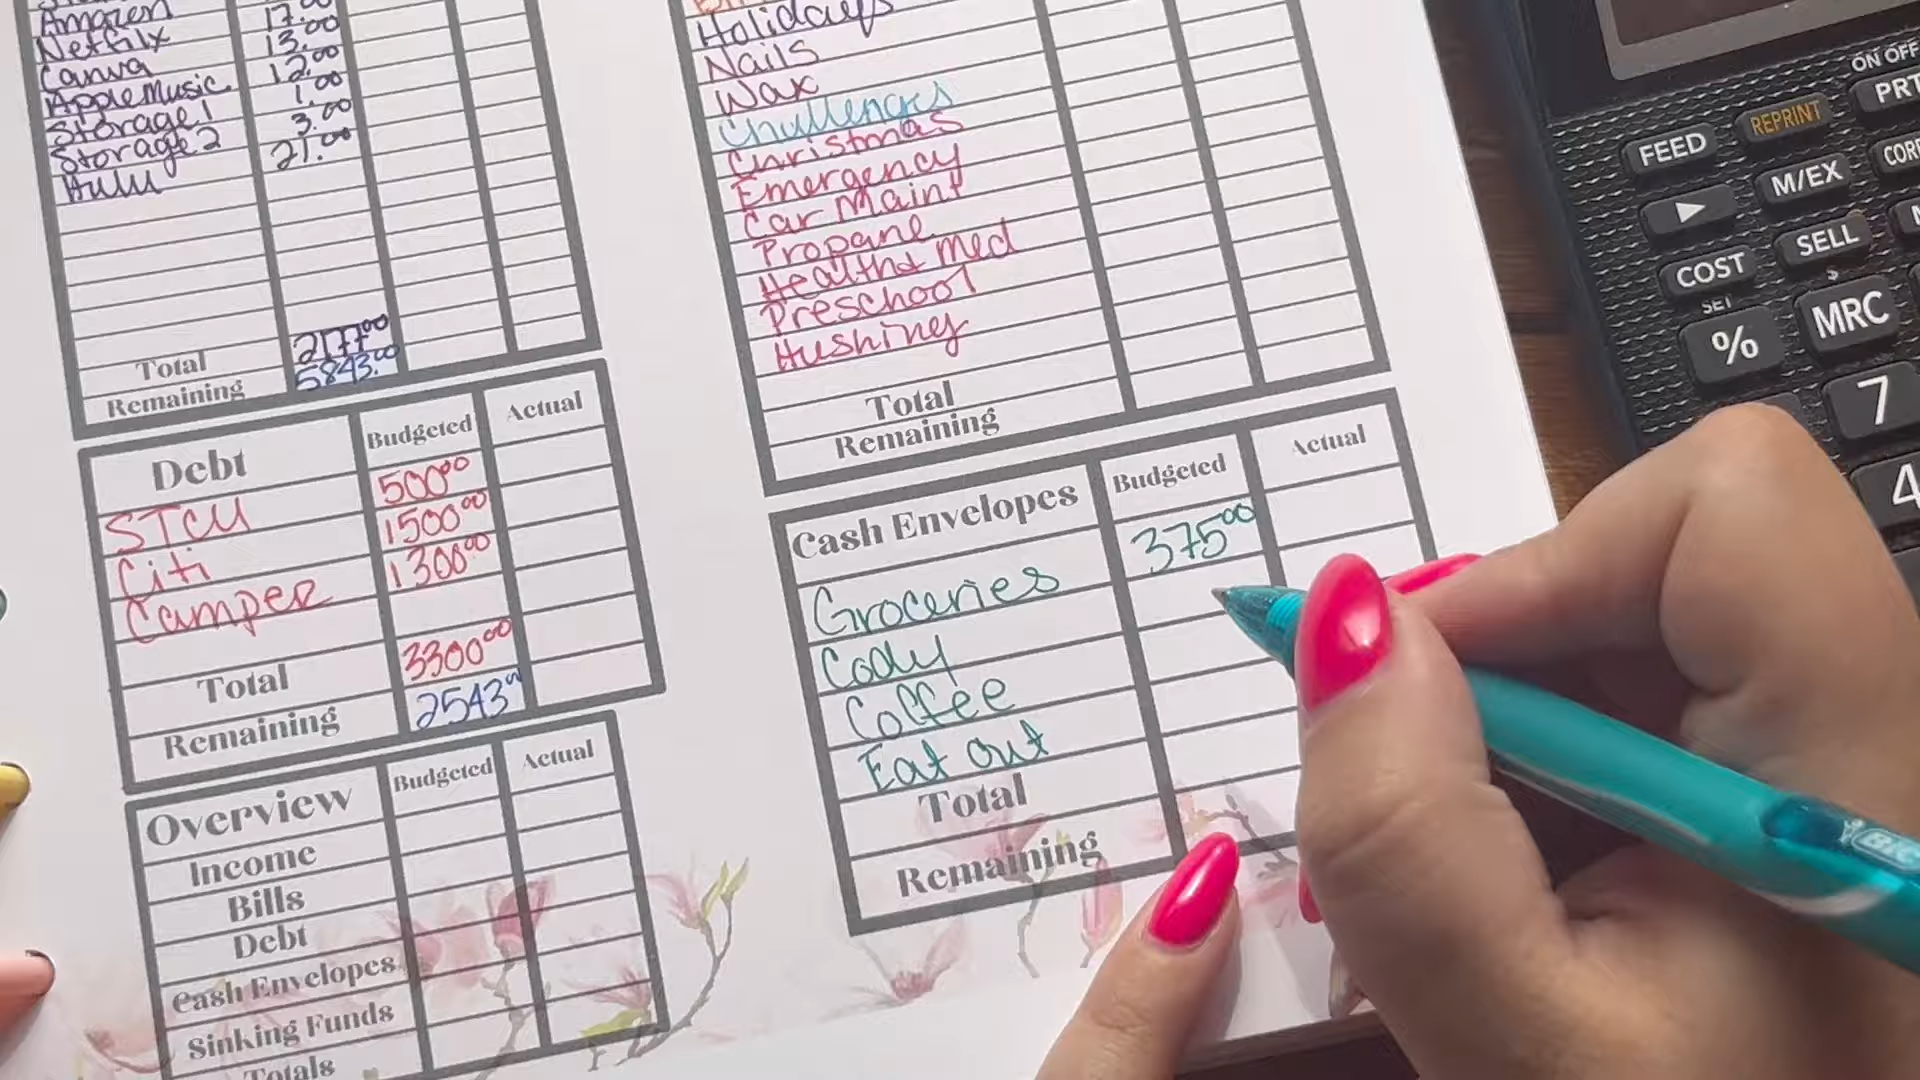 Amazon 17.00
Netfilx 13.00
Canva 12.00
Apple Music 1.00
Storage 1 3.00
Storage 2 21.00
Hulu
Total 2177.00
Remaining 5843.00
Debt Budgeted Actual
STCU 500.00
Citi 1500.00
Camper 1300.00
Total 3300.00
Remaining 2543
Overview Budgeted Actual
Income
Bills
Debt
Cash Envelopes
Sinking Funds
Totals
Holidays
Nails
Wax
Challenges
Christmas
Emergency
Car Maint
Propane
Health & Med
Preschool
Hushing
Total
Remaining
Cash Envelopes Budgeted Actual
Groceries 375.00
Cody
Coffee
Eat out
Total
Remaining
ON OFF
FEED REPRINT PRT
M/EX
COST SELL
SET $
% MRC
7
4
BIC